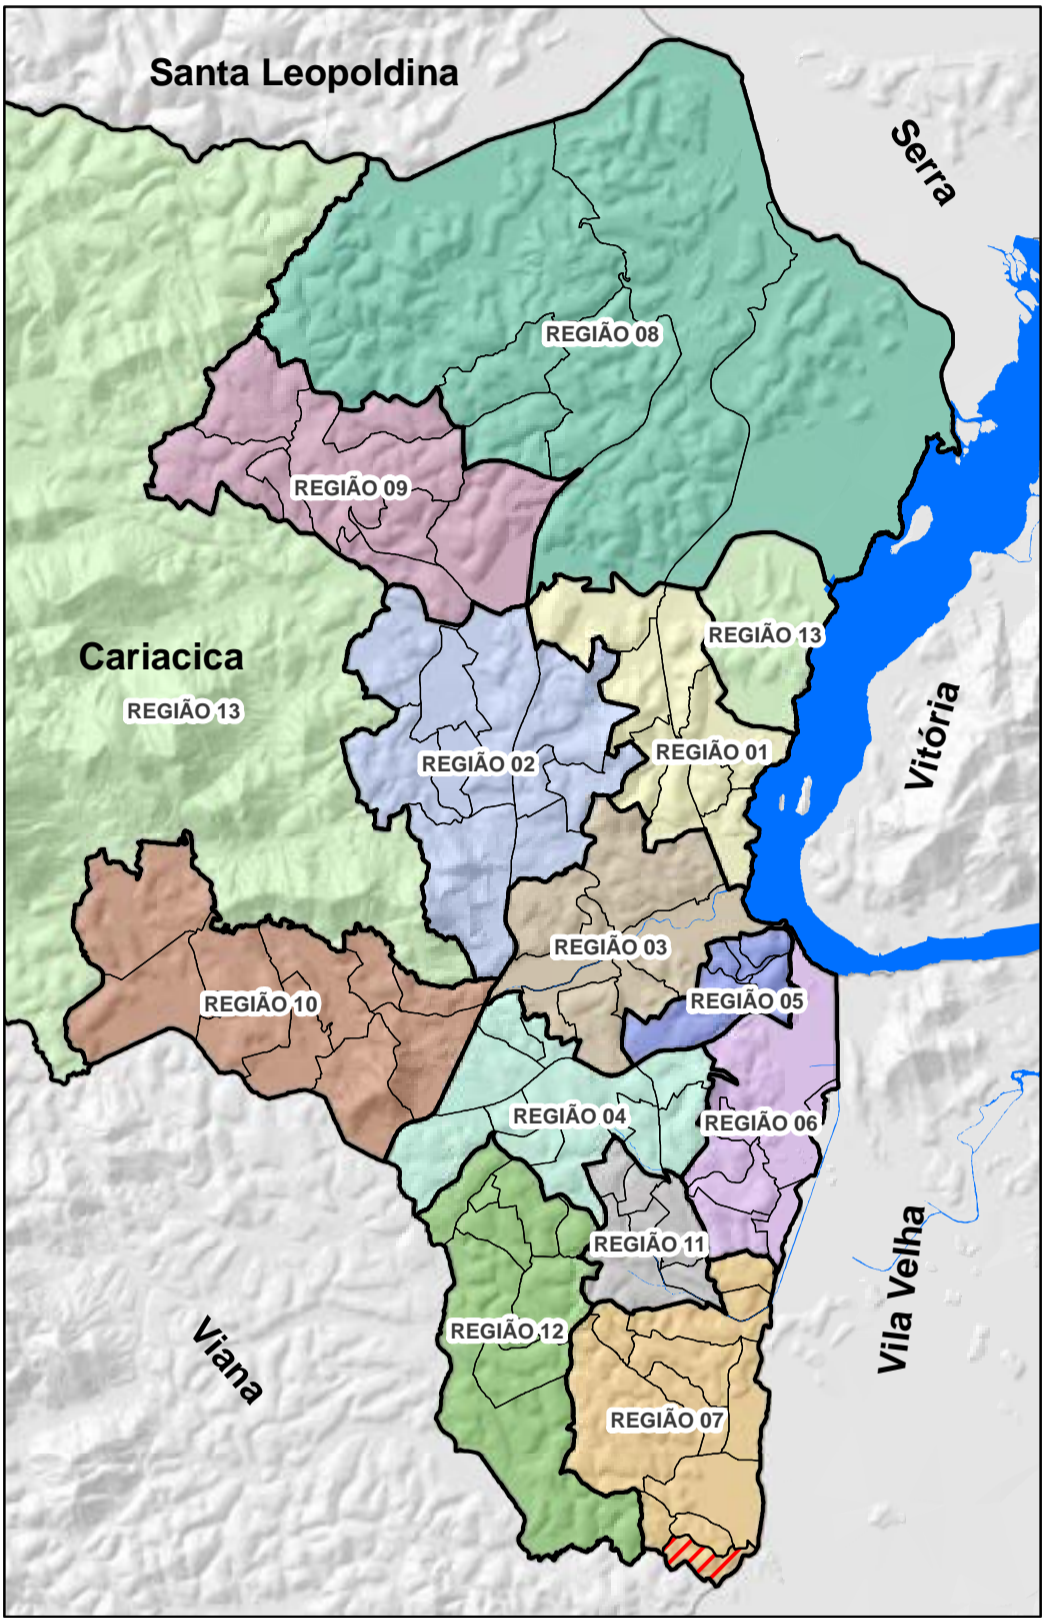 Santa Leopoldina
Serra
REGIÃO 08
REGIÃO 09
REGIÃO 13
Cariacica
REGIÃO 13
Vitória
REGIÃO 01
REGIÃO 02
REGIÃO 03
REGIÃO 05
REGIÃO 10
REGIÃO 04
REGIÃO 06
REGIÃO 11
Vila Velha
REGIÃO 12
Viana
REGIÃO 07